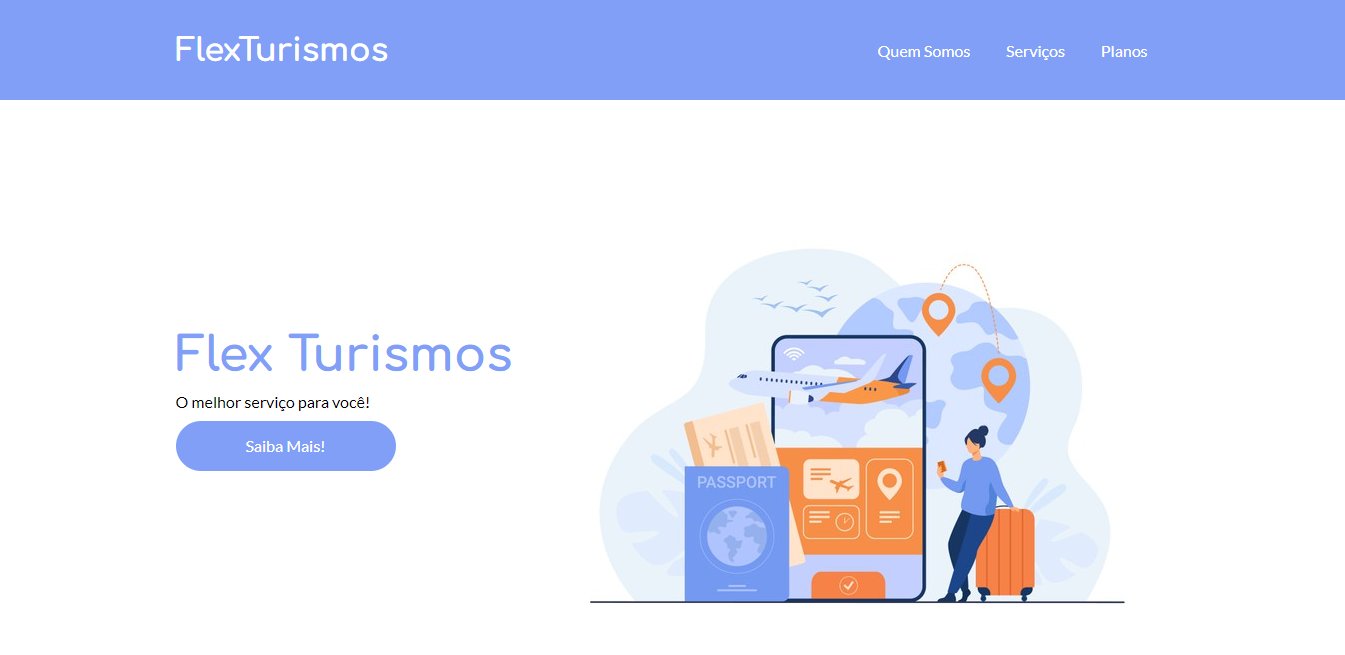 FlexTurismos
Quem Somos Serviços Planos
Flex Turismos
O melhor serviço para você!
Saiba Mais!
PASSPORT